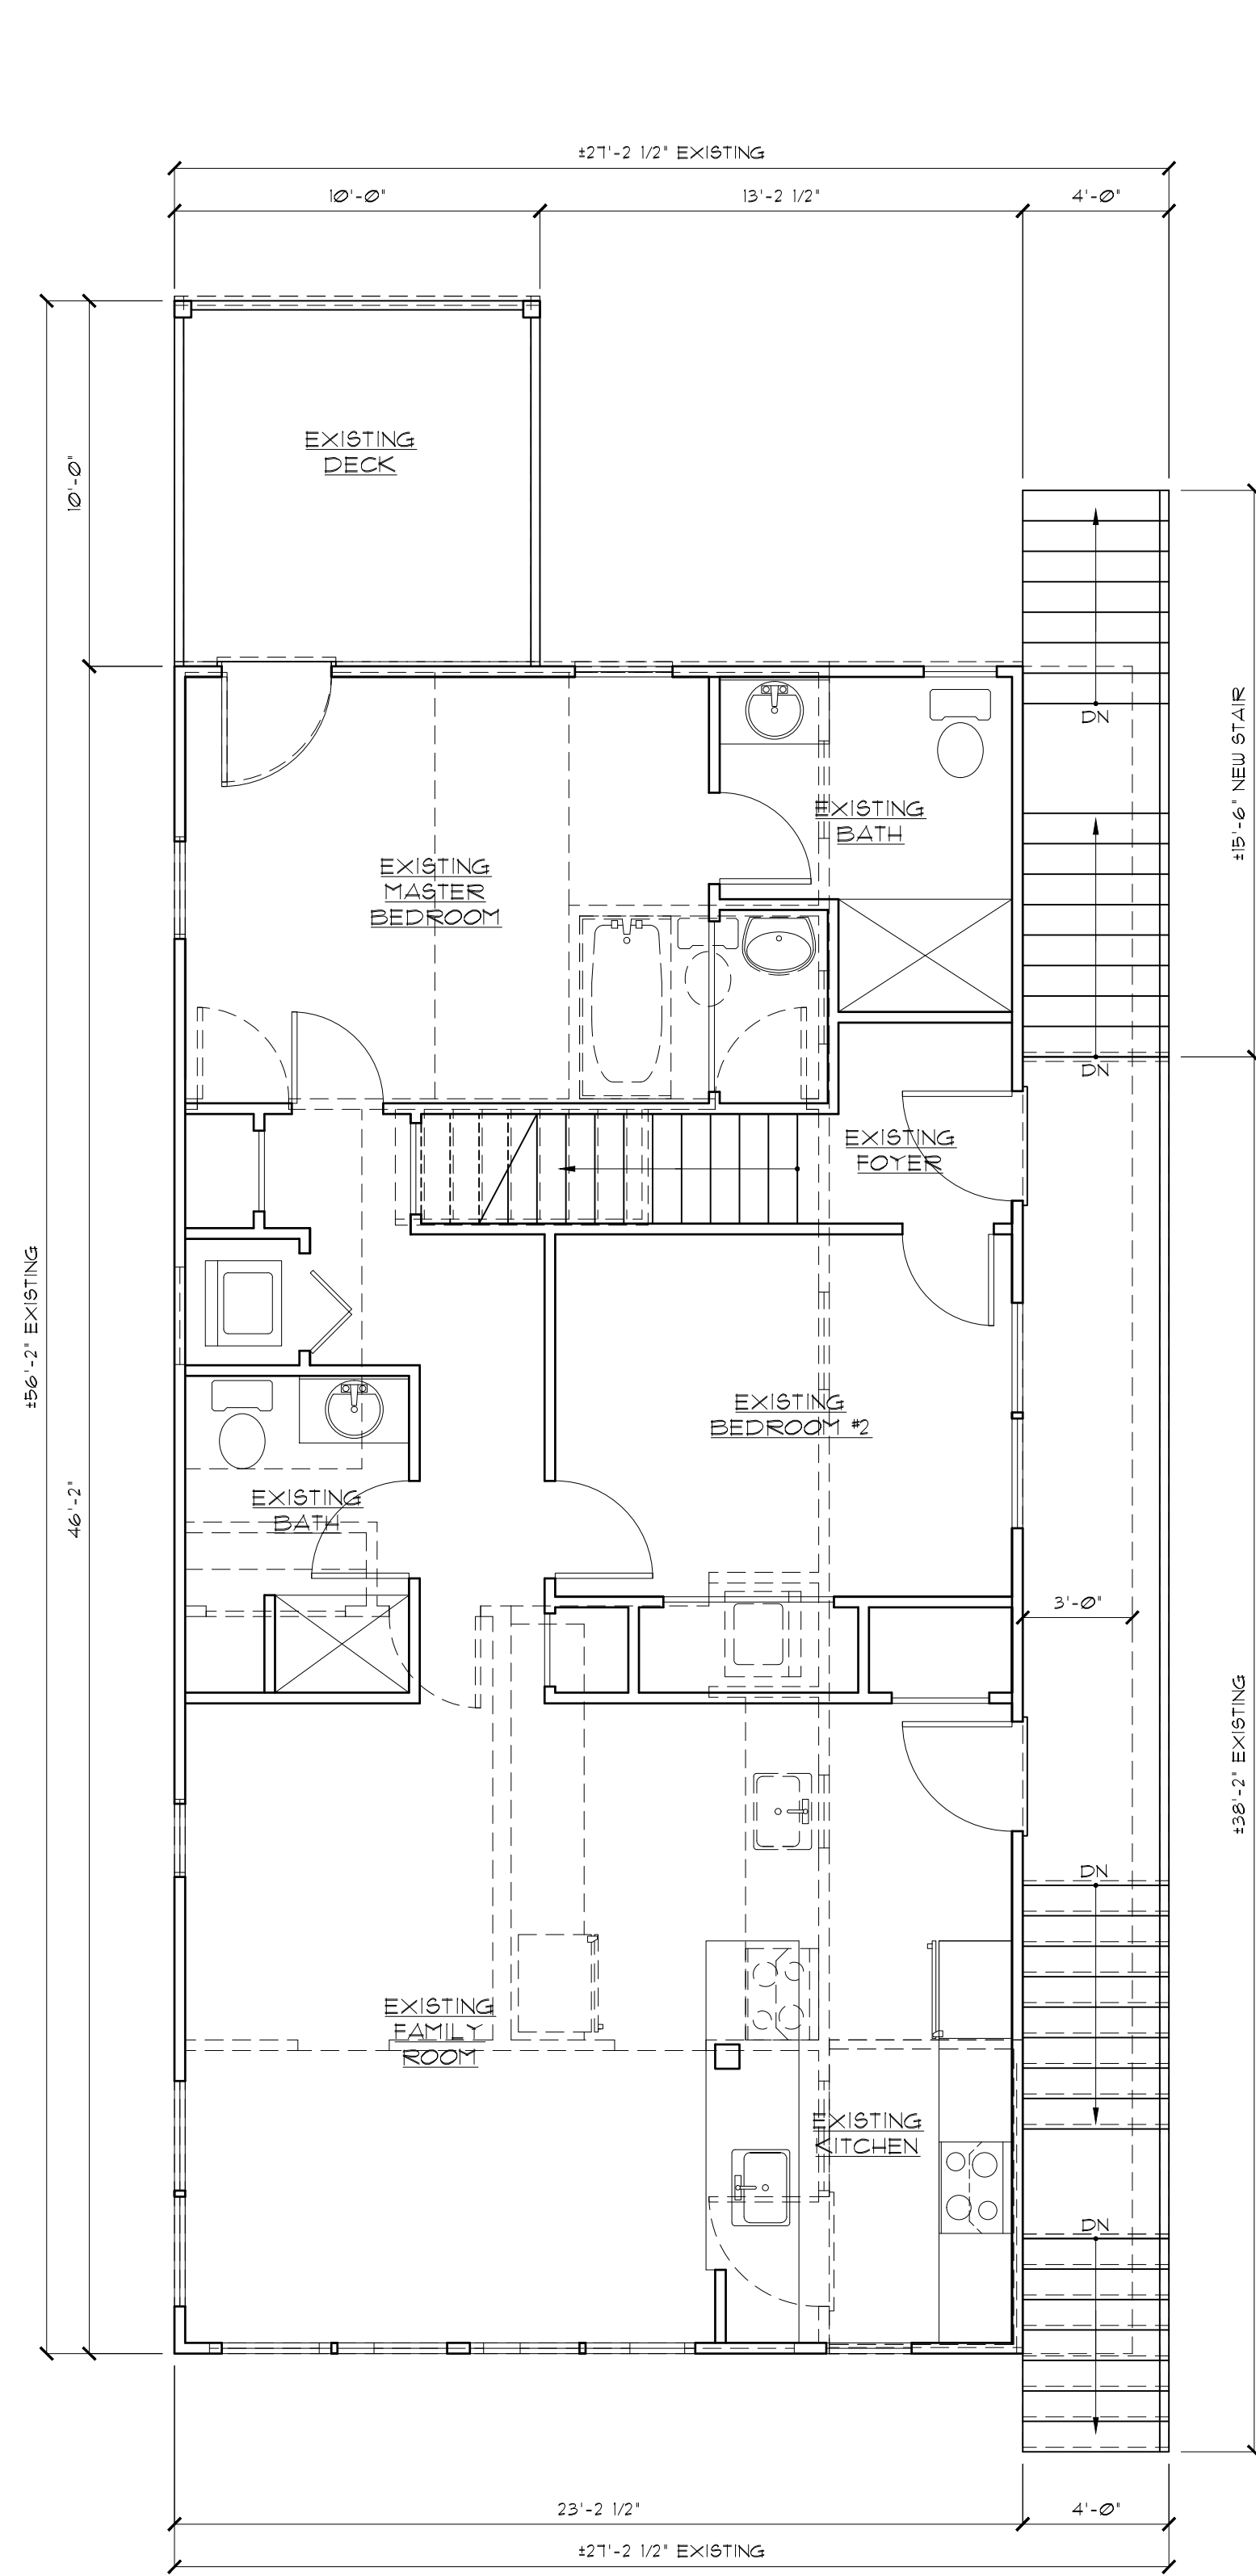 ±27'-2 1/2" EXISTING
10'-0"
13'-2 1/2"
4'-0"
EXISTING
DECK
10'-0"
DN
±15'-6" NEW STAIR
EXISTING
BATH
EXISTING
MASTER
BEDROOM
DN
EXISTING
FOYER
±56'-2" EXISTING
EXISTING
BEDROOM #2
46'-2"
EXISTING
BATH
3'-0"
±38'-2" EXISTING
DN
EXISTING
FAMILY
ROOM
EXISTING
KITCHEN
DN
23'-2 1/2"
4'-0"
±27'-2 1/2" EXISTING